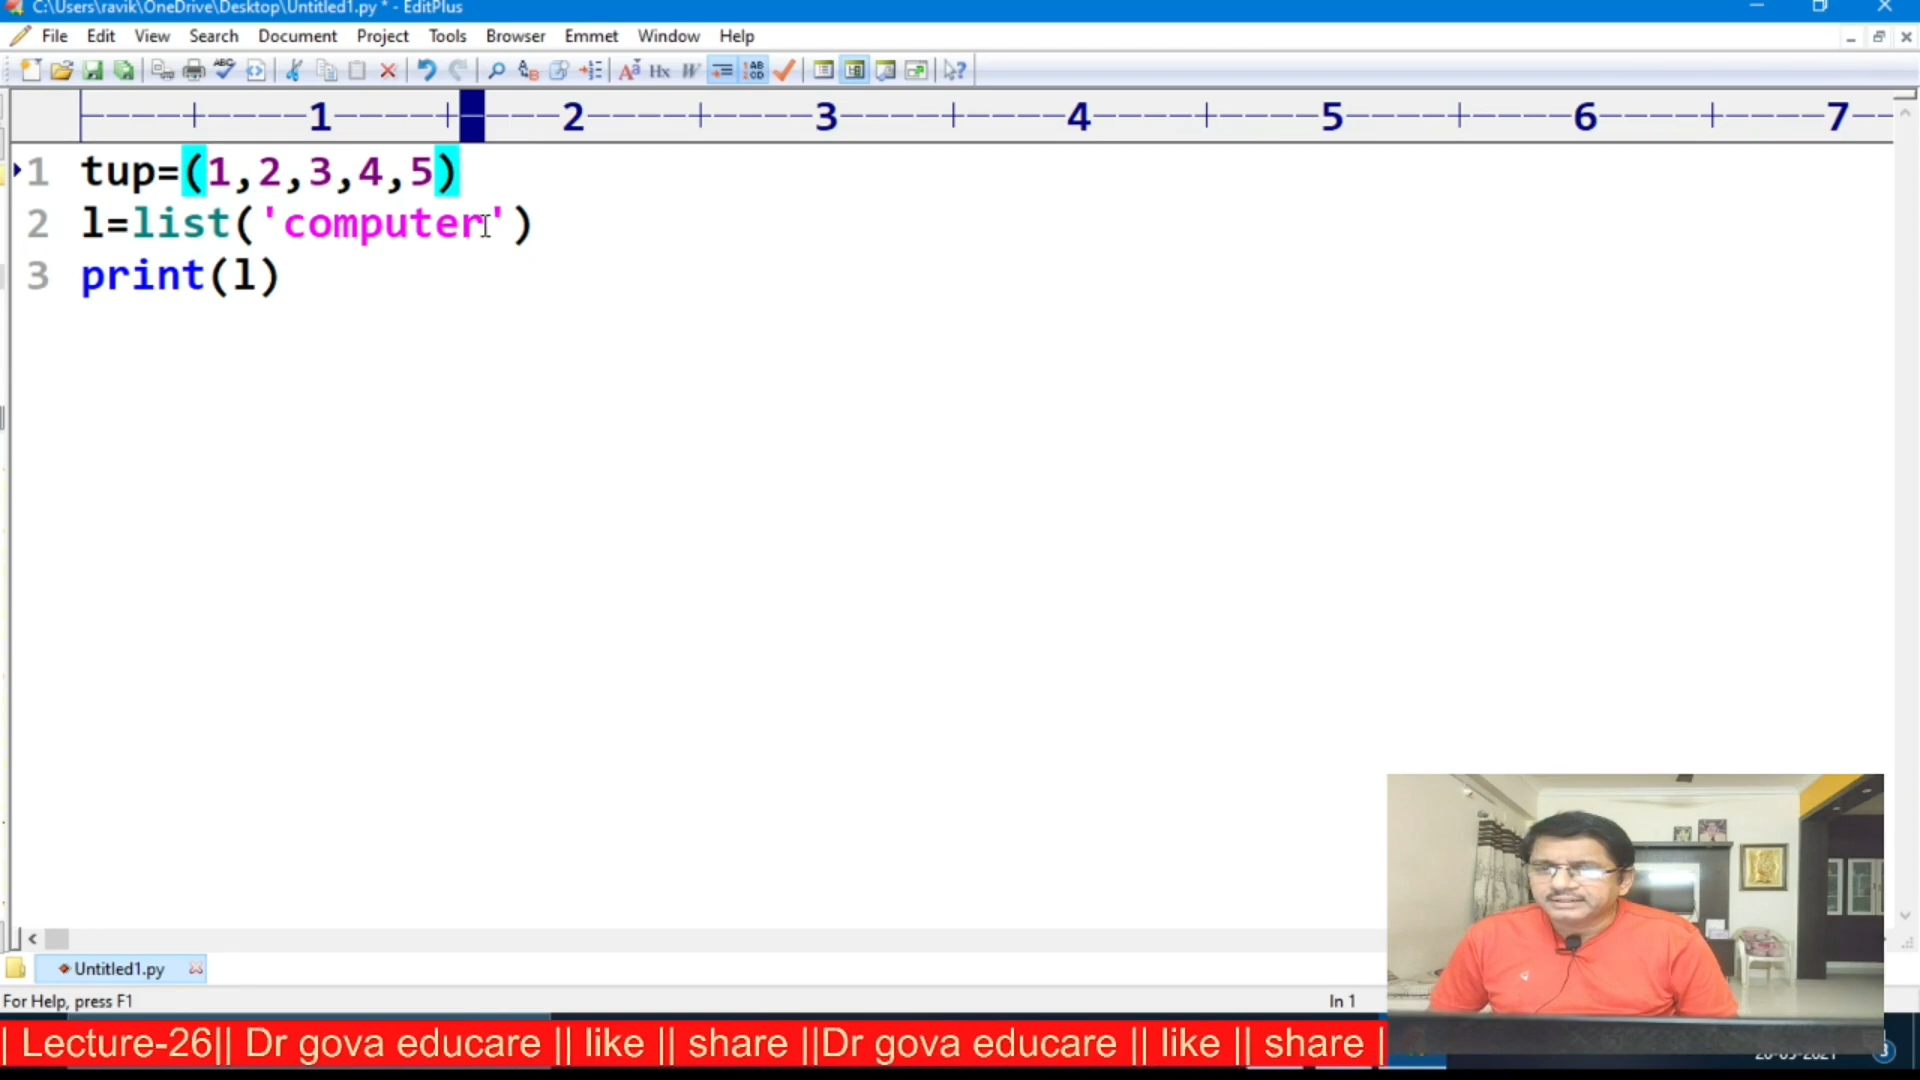 C:\Users\ravik\OneDrive\Desktop\Untitled1.py * - EditPlus
File Edit View Search Document Project Tools Browser Emmet Window Help
1 2 3 4 5 6 7
1 tup=(1,2,3,4,5)
2 l=list('computer')
3 print(l)
Untitled1.py
For Help, press F1
ln 1
| Lecture-26|| Dr gova educare || like || share ||Dr gova educare || like || share |